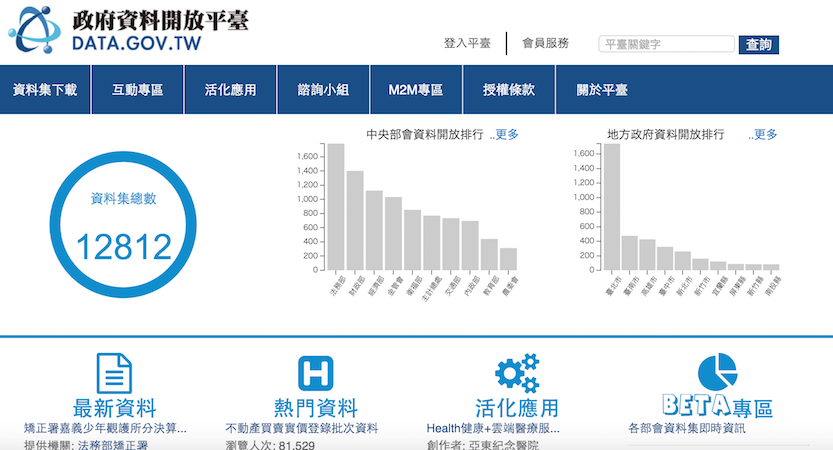 政府資料開放平臺
DATA.GOV.TW
登入平臺 會員服務 平臺關鍵字 查詢
資料集下載 互動專區 活化應用 諮詢小組 M2M專區 授權條款 關於平臺
中央部會資料開放排行 ..更多
1,600
1,400
1,200
1,000
800
600
400
200
0
法務部 財政部 經濟部 金管會 衛福部 主計總處 交通部 內政部 教育部 農委會
地方政府資料開放排行 ..更多
1,600
1,400
1,200
1,000
800
600
400
200
0
臺北市 臺南市 高雄市 臺中市 新北市 新竹市 宜蘭縣 屏東縣 新竹縣 南投縣
資料集總數
12812
最新資料
矯正署嘉義少年觀護所分決算...
提供機關: 法務部矯正署
H
熱門資料
不動產買賣實價登錄批次資料
瀏覽人次: 81,529
活化應用
Health健康+雲端醫療服...
創作者: 亞東紀念醫院
BETA專區
各部會資料集即時資訊